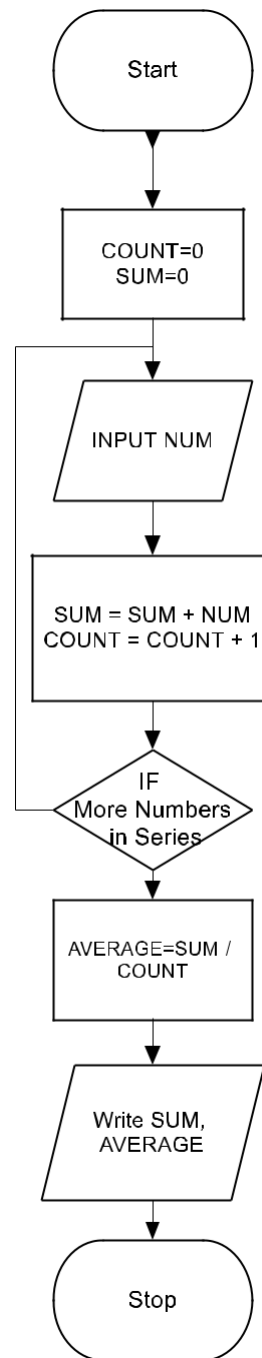 Start
COUNT=0
SUM=0
INPUT NUM
SUM = SUM + NUM
COUNT = COUNT + 1
IF
More Numbers
in Series
AVERAGE=SUM /
COUNT
Write SUM,
AVERAGE
Stop